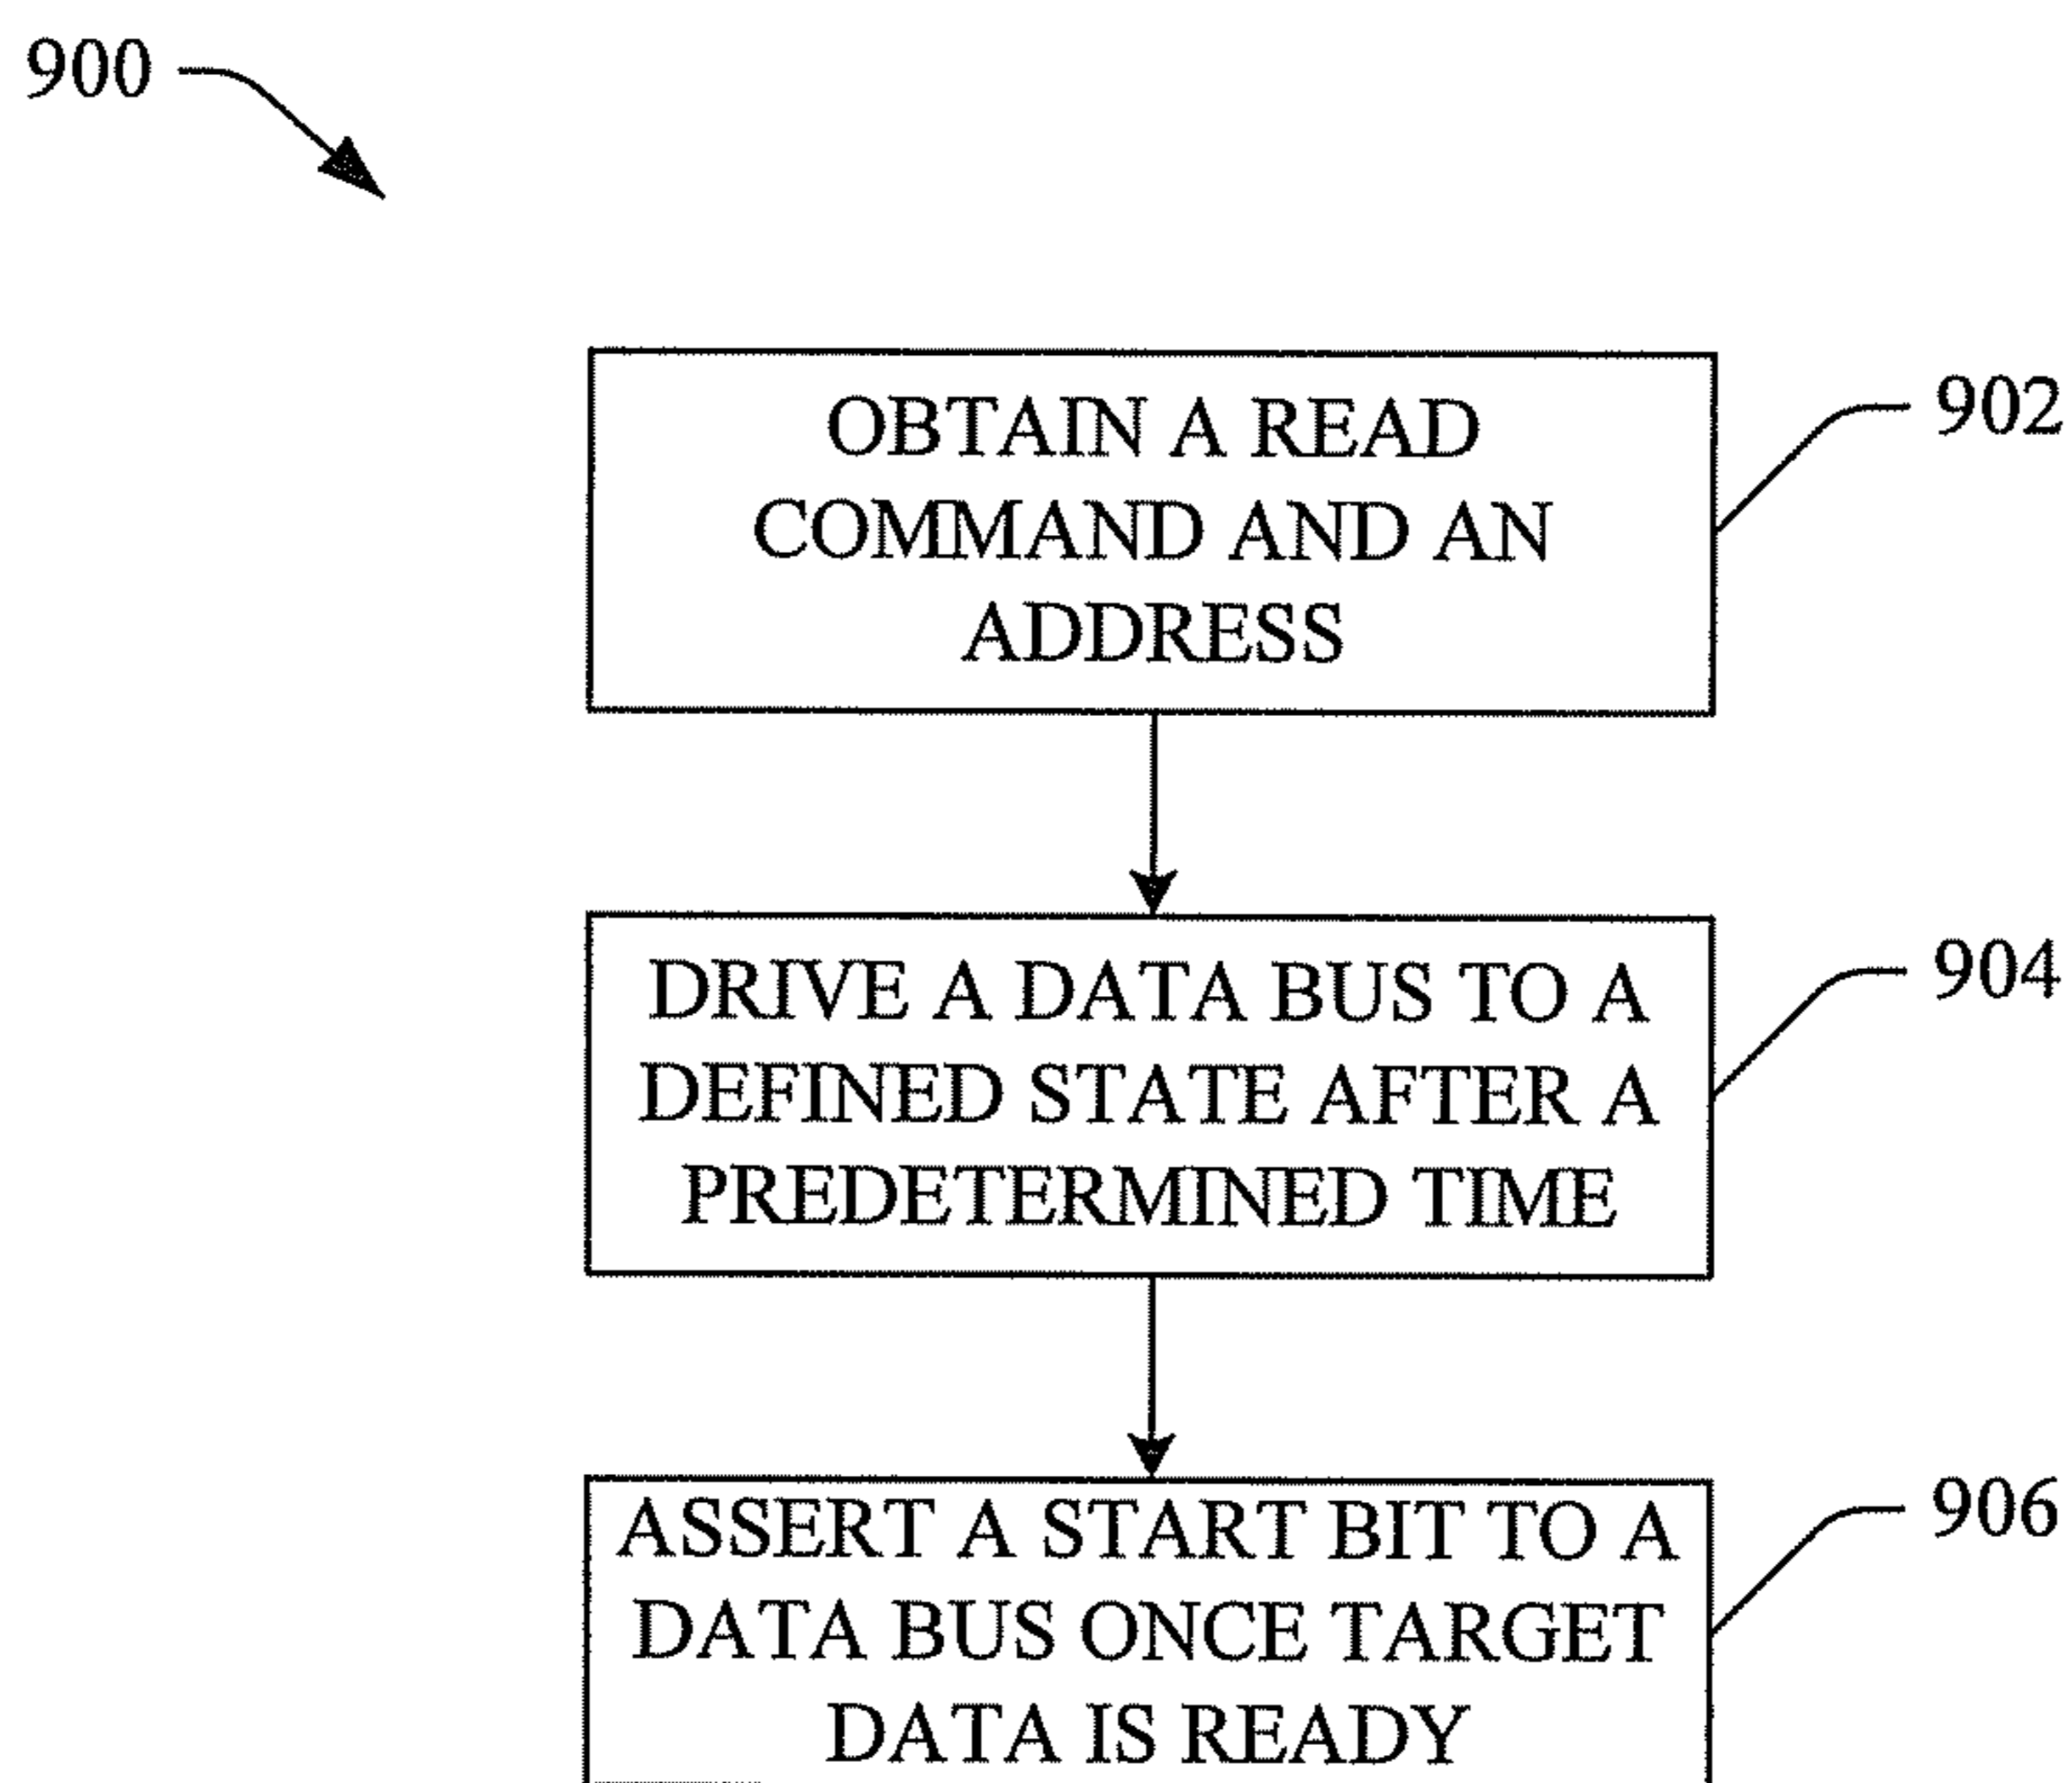 900
OBTAIN A READ
COMMAND AND AN
ADDRESS
902
DRIVE A DATA BUS TO A
DEFINED STATE AFTER A
PREDETERMINED TIME
904
ASSERT A START BIT TO A
DATA BUS ONCE TARGET
DATA IS READY
906